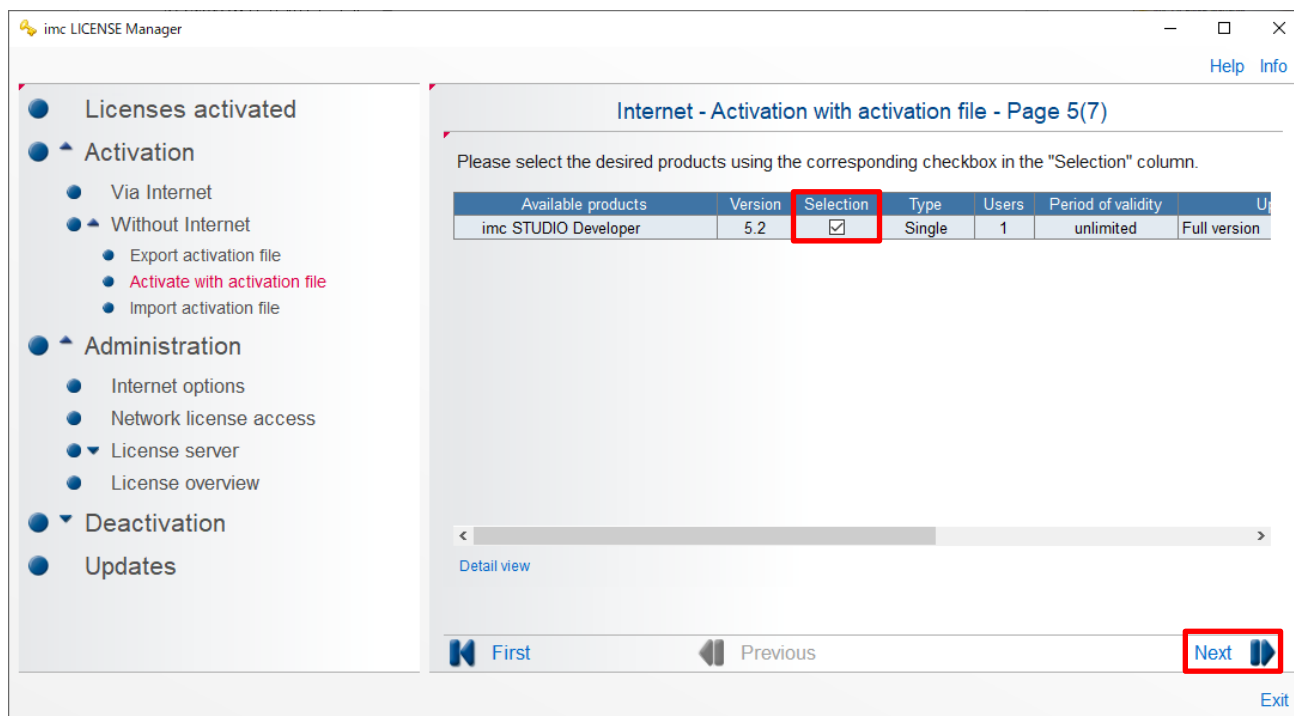 imc LICENSE Manager
Help Info
Licenses activated
Activation
Via Internet
Without Internet
Export activation file
Activate with activation file
Import activation file
Administration
Internet options
Network license access
License server
License overview
Deactivation
Updates
Internet - Activation with activation file - Page 5(7)
Please select the desired products using the corresponding checkbox in the "Selection" column.
Available products Version Selection Type Users Period of validity
imc STUDIO Developer 5.2 Single 1 unlimited Full version
Detail view
First Previous Next
Exit